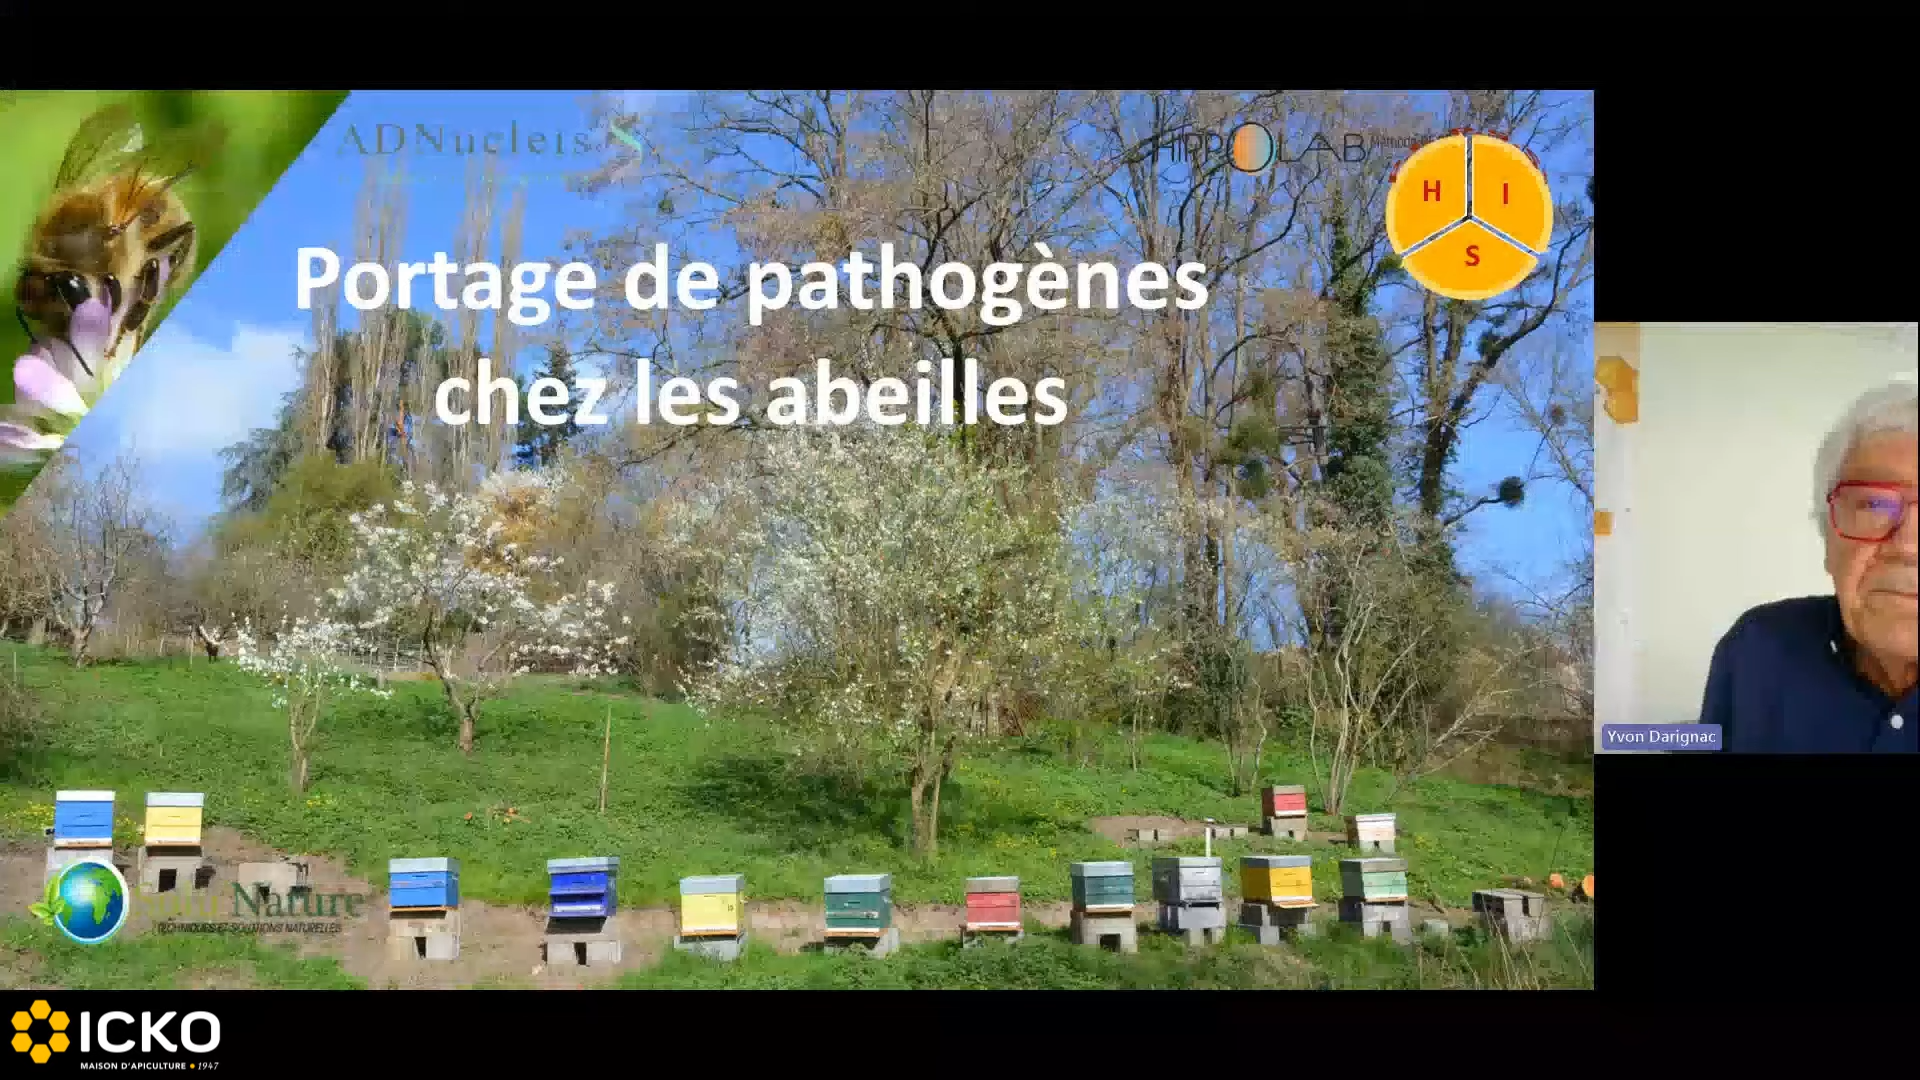 ADNucleis
HIPPOLAB
H
I
S
Portage de pathogènes
chez les abeilles
Yvon Darignac
Nature
TECHNIQUES ET SOLUTIONS NATURELLES
ICKO
MAISON D'APICULTURE • 1947